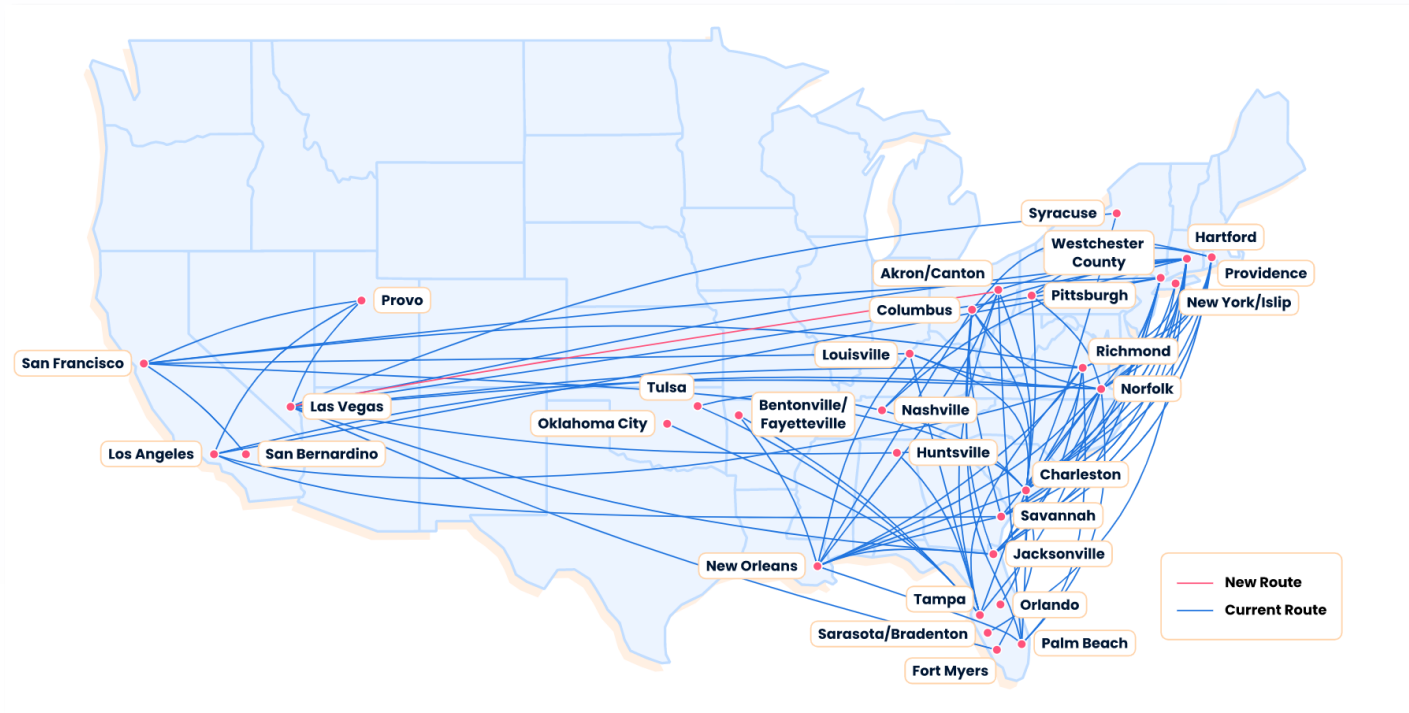 Syracuse
Hartford
Westchester
County
Providence
Akron/Canton
Pittsburgh
New York/Islip
Provo
Columbus
Richmond
Louisville
San Francisco
Norfolk
Tulsa
Las Vegas
Bentonville/
Fayetteville
Nashville
Oklahoma City
Los Angeles
San Bernardino
Huntsville
Charleston
Savannah
Jacksonville
New Orleans
Tampa
Orlando
Sarasota/Bradenton
Palm Beach
Fort Myers
New Route
Current Route